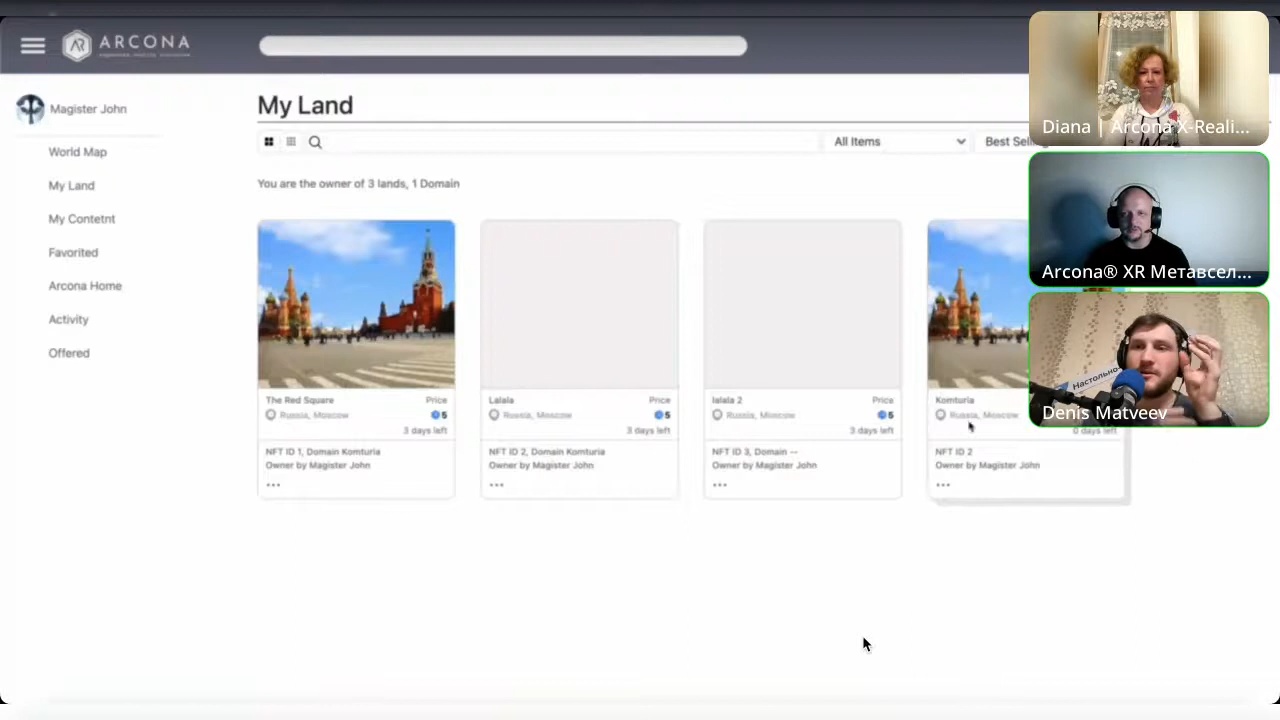 ARCONA
Magister John
World Map
My Land
My Contetnt
Favorited
Arcona Home
Activity
Offered
My Land
All Items
You are the owner of 3 lands, 1 Domain
The Red Square Price
Russia, Moscow 5
3 days left
NFT ID 1, Domain Komturia
Owner by Magister John
...
Lalala Price
Russia, Moscow 5
3 days left
NFT ID 2, Domain Komturia
Owner by Magister John
...
lalala 2 Price
Russia, Moscow 5
3 days left
NFT ID 3, Domain --
Owner by Magister John
...
Komturia
Russia, Moscow
0 days left
NFT ID 2
Owner by Magister John
...
Diana | Arcona X-Reali...
Arcona® XR Метавсел...
Настольно
Denis Matveev